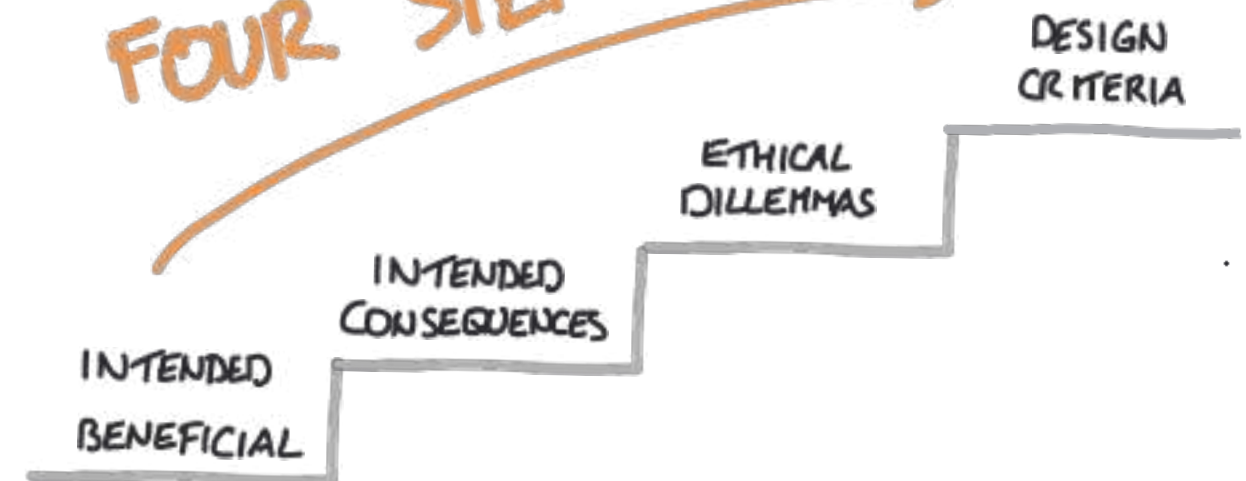 FOUR
DESIGN
CRITERIA
ETHICAL
DILLEMMAS
INTENDED
CONSEQUENCES
INTENDED
BENEFICIAL